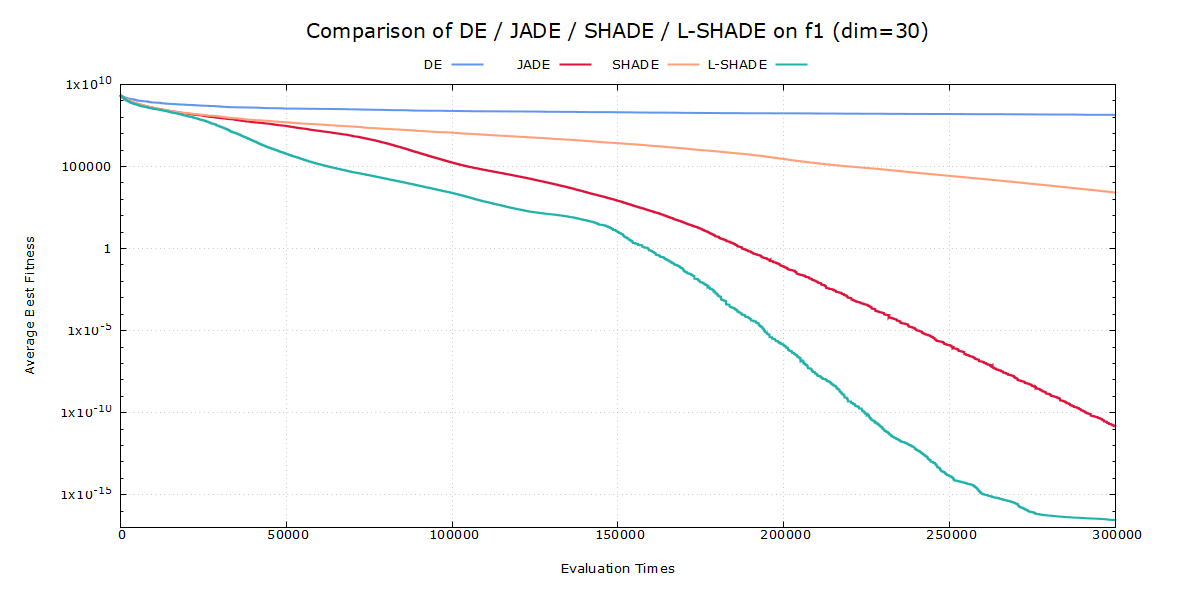 Comparison of DE / JADE / SHADE / L-SHADE on f1 (dim=30)
DE JADE SHADE L-SHADE
1x10^10
100000
1
1x10^-5
1x10^-10
1x10^-15
Average Best Fitness
0 50000 100000 150000 200000 250000 300000
Evaluation Times